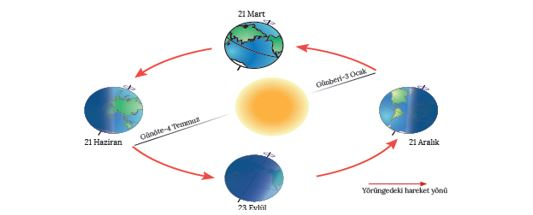 21 Mart
Günberi-3 Ocak
Günöte-4 Temmuz
21 Haziran
21 Aralık
Yörüngedeki hareket yönü
23 Eylül